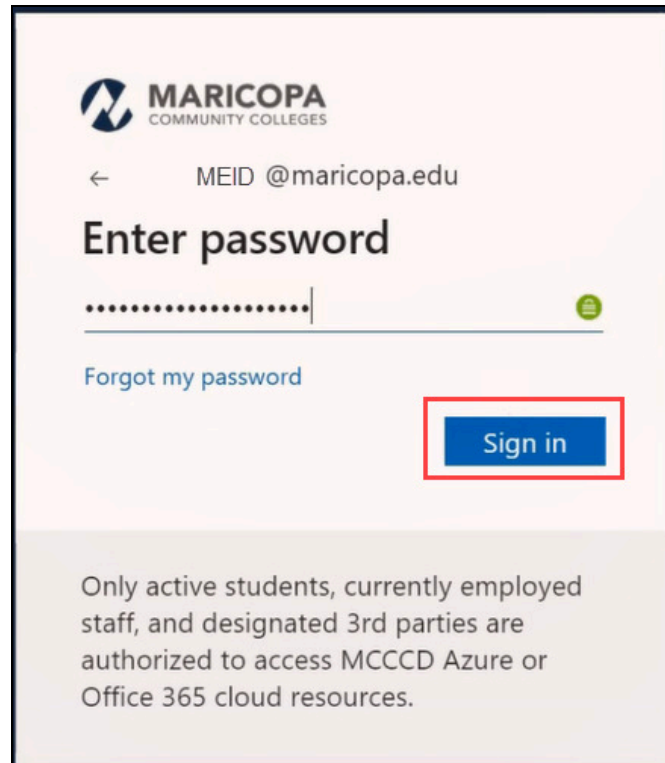 MARICOPA
COMMUNITY COLLEGES
← MEID @maricopa.edu
Enter password
••••••••••••••••••••
Forgot my password
Sign in
Only active students, currently employed
staff, and designated 3rd parties are
authorized to access MCCCD Azure or
Office 365 cloud resources.